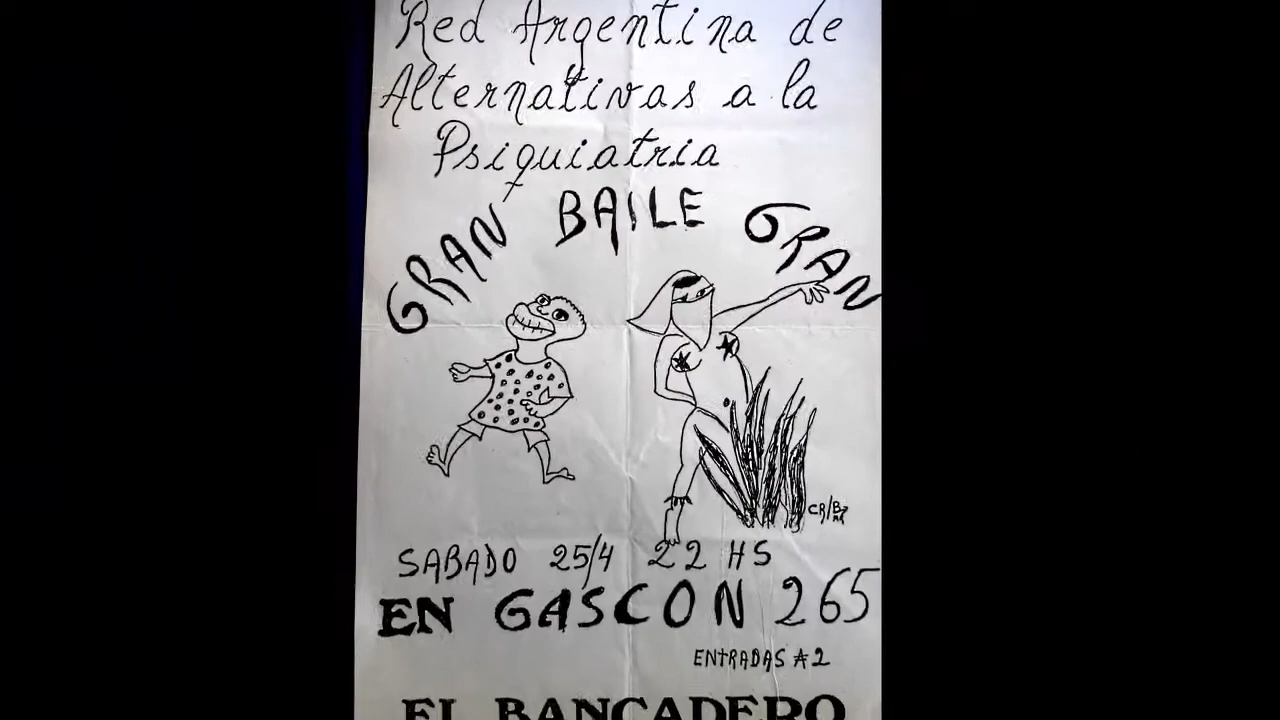 Red Argentina de
Alternativas a la
Psiquiatria
GRAN BAILE GRAN
SABADO 25/4 22 HS
EN GASCON 265
ENTRADAS ₳ 2
EL BANCADERO